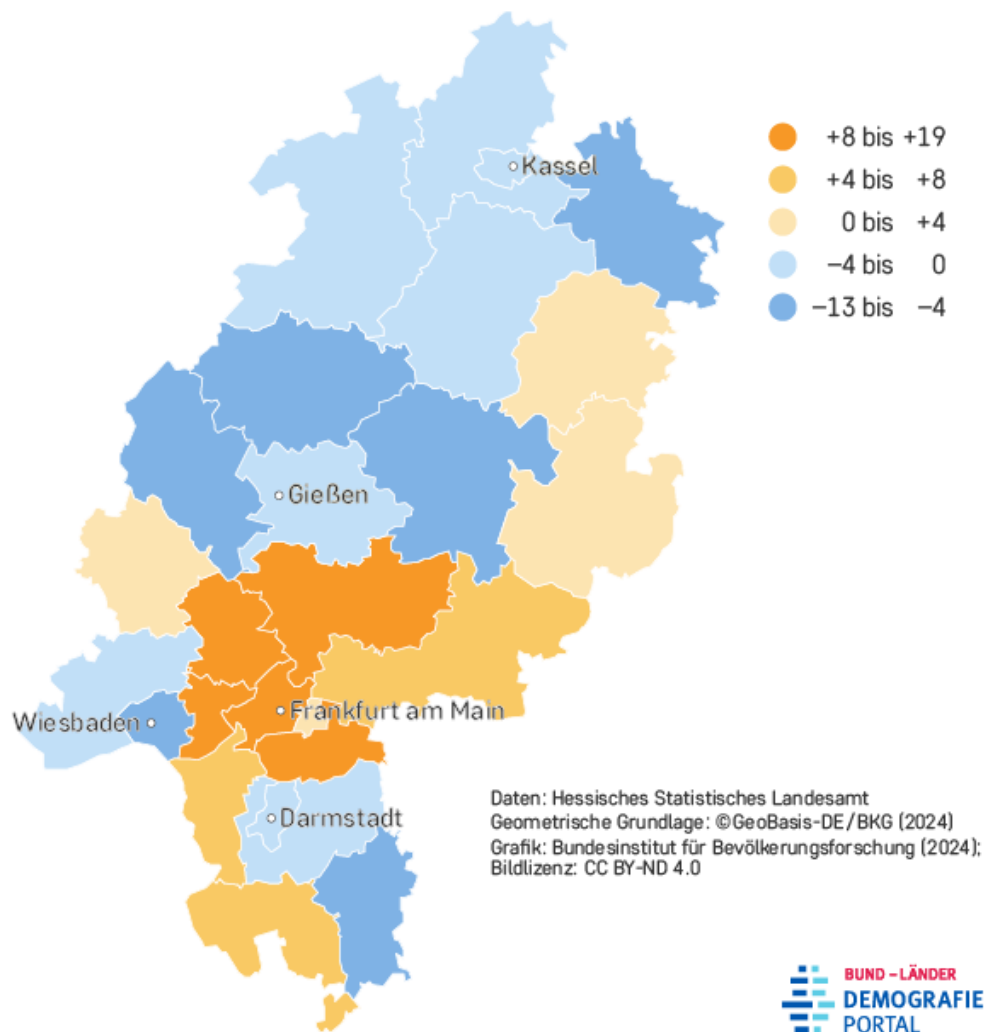 Kassel
+8 bis +19
+4 bis +8
0 bis +4
−4 bis 0
−13 bis −4
Gießen
Wiesbaden
Frankfurt am Main
Darmstadt
Daten: Hessisches Statistisches Landesamt
Geometrische Grundlage: ©GeoBasis-DE/BKG (2024)
Grafik: Bundesinstitut für Bevölkerungsforschung (2024);
Bildlizenz: CC BY-ND 4.0
BUND – LÄNDER
DEMOGRAFIE
PORTAL